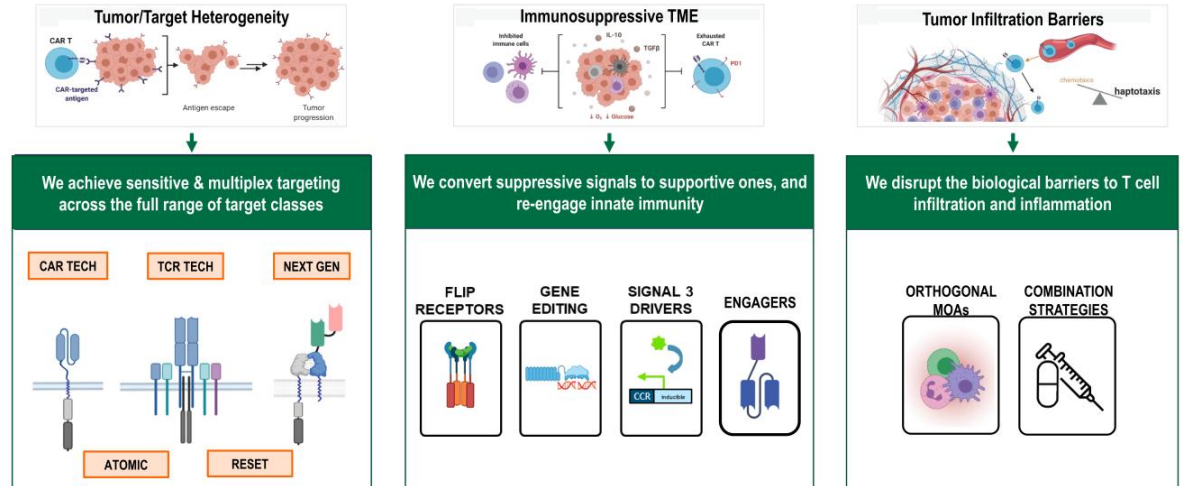 Tumor/Target Heterogeneity
CAR T
CAR-targeted
antigen
Antigen escape
Tumor
progression
We achieve sensitive & multiplex targeting
across the full range of target classes
CAR TECH
TCR TECH
NEXT GEN
ATOMIC
RESET
Immunosuppressive TME
Inhibited
immune cells
IL-10
TGFβ
Exhausted
CAR T
PD1
↓ O₂ ↓ Glucose
We convert suppressive signals to supportive ones, and
re-engage innate immunity
FLIP
RECEPTORS
GENE
EDITING
SIGNAL 3
DRIVERS
CCR inducible
ENGAGERS
Tumor Infiltration Barriers
chemotaxis
haptotaxis
We disrupt the biological barriers to T cell
infiltration and inflammation
ORTHOGONAL
MOAs
COMBINATION
STRATEGIES